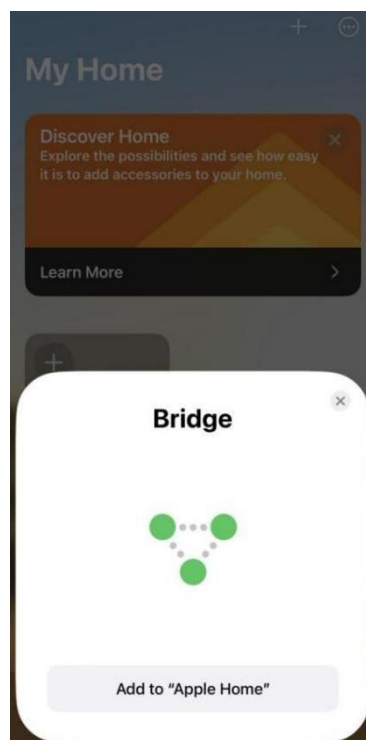 My Home
Discover Home
Explore the possibilities and see how easy
it is to add accessories to your home.
Learn More
Bridge
Add to “Apple Home”